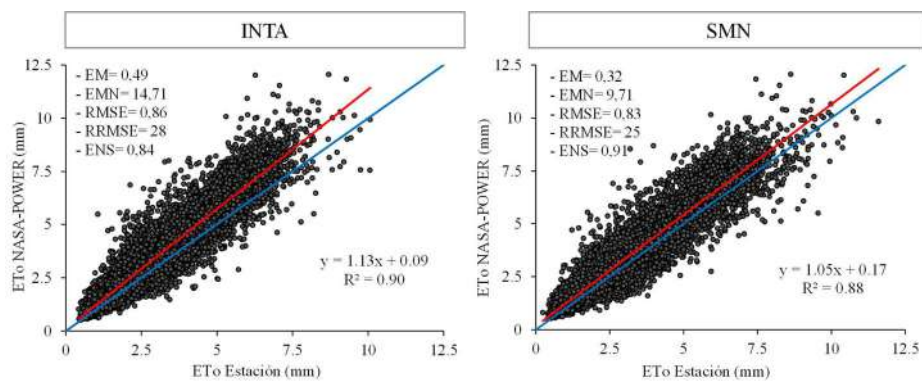 INTA
SMN
12.5
- EM= 0,49
- EMN= 14,71
- RMSE= 0,86
- RRMSE= 28
- ENS= 0,84
10
7.5
5
2.5
0
ETo NASA-POWER (mm)
y = 1.13x + 0.09
R² = 0.90
0
2.5
5
7.5
10
12.5
ETo Estación (mm)
12.5
- EM= 0,32
- EMN= 9,71
- RMSE= 0,83
- RRMSE= 25
- ENS= 0,91
10
7.5
5
2.5
0
ETo NASA-POWER (mm)
y = 1.05x + 0.17
R² = 0.88
0
2.5
5
7.5
10
12.5
ETo Estación (mm)